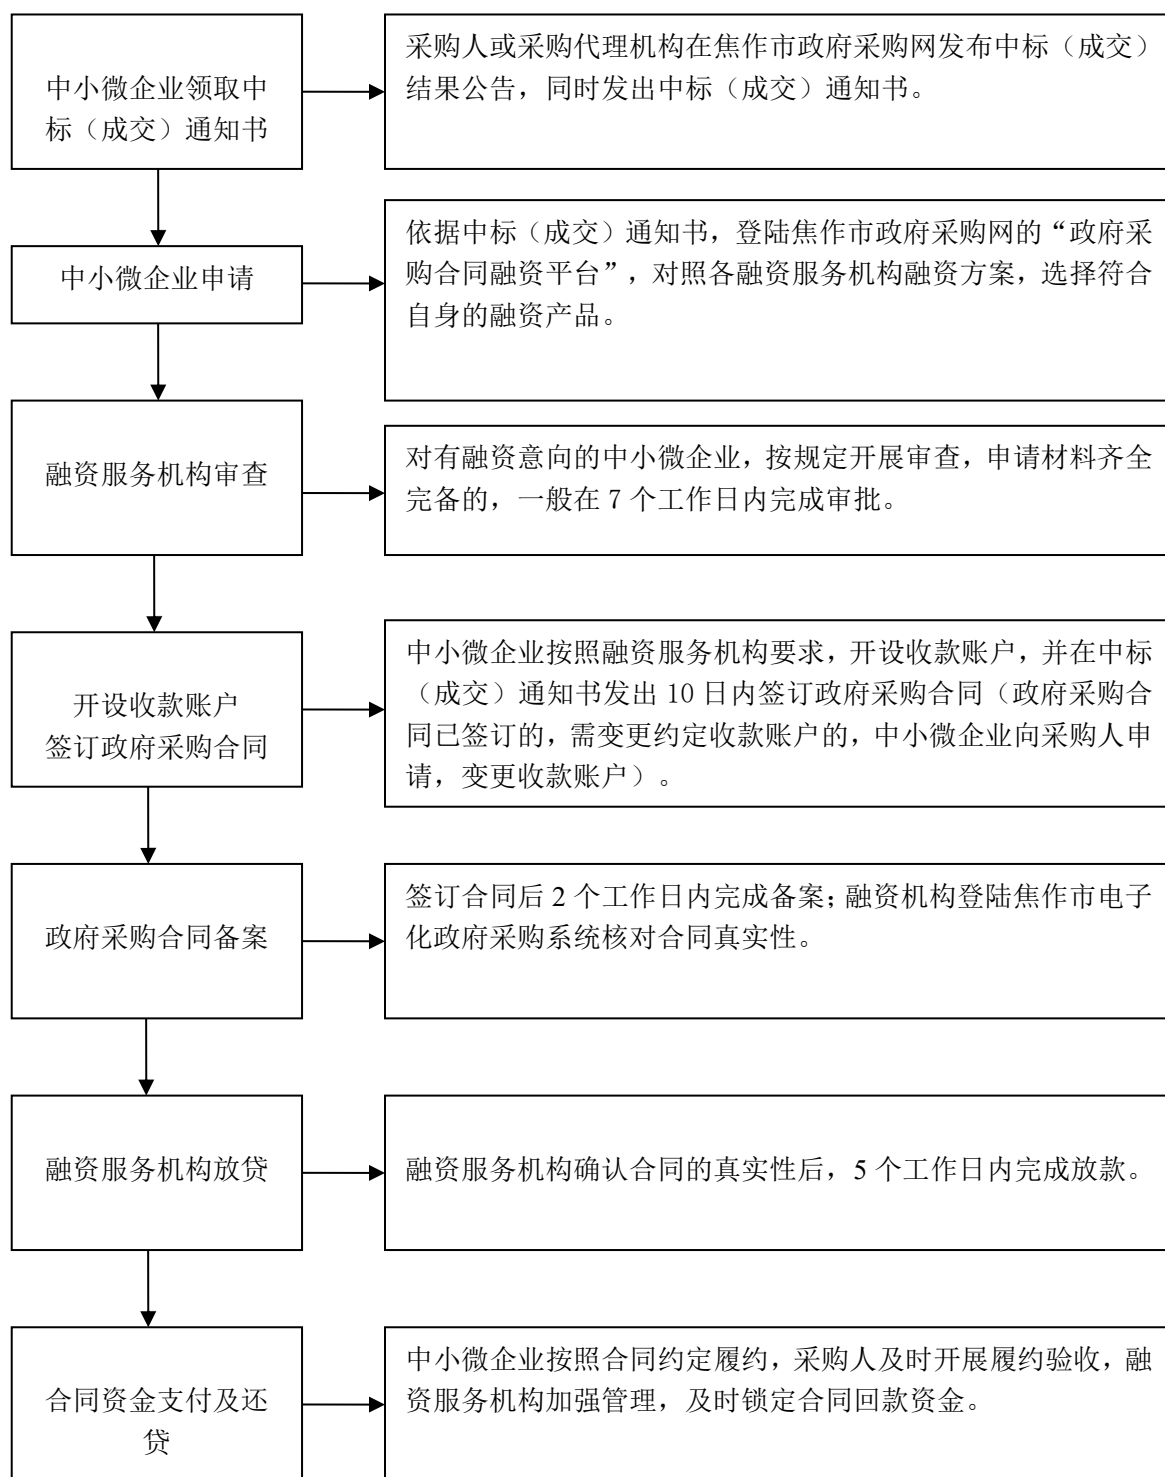 中小微企业领取中
标（成交）通知书
采购人或采购代理机构在焦作市政府采购网发布中标（成交）
结果公告，同时发出中标（成交）通知书。
中小微企业申请
依据中标（成交）通知书，登陆焦作市政府采购网的“政府采
购合同融资平台”，对照各融资服务机构融资方案，选择符合
自身的融资产品。
融资服务机构审查
对有融资意向的中小微企业，按规定开展审查，申请材料齐全
完备的，一般在 7 个工作日内完成审批。
开设收款账户
签订政府采购合同
中小微企业按照融资服务机构要求，开设收款账户，并在中标
（成交）通知书发出 10 日内签订政府采购合同（政府采购合
同已签订的，需变更约定收款账户的，中小微企业向采购人申
请，变更收款账户）。
政府采购合同备案
签订合同后 2 个工作日内完成备案；融资机构登陆焦作市电子
化政府采购系统核对合同真实性。
融资服务机构放贷
融资服务机构确认合同的真实性后，5 个工作日内完成放款。
合同资金支付及还
贷
中小微企业按照合同约定履约，采购人及时开展履约验收，融
资服务机构加强管理，及时锁定合同回款资金。